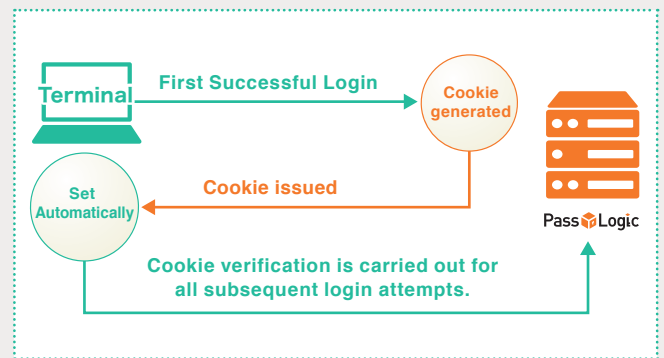 Terminal
First Successful Login
Cookie
generated
Set
Automatically
Cookie issued
PassLogic
Cookie verification is carried out for
all subsequent login attempts.